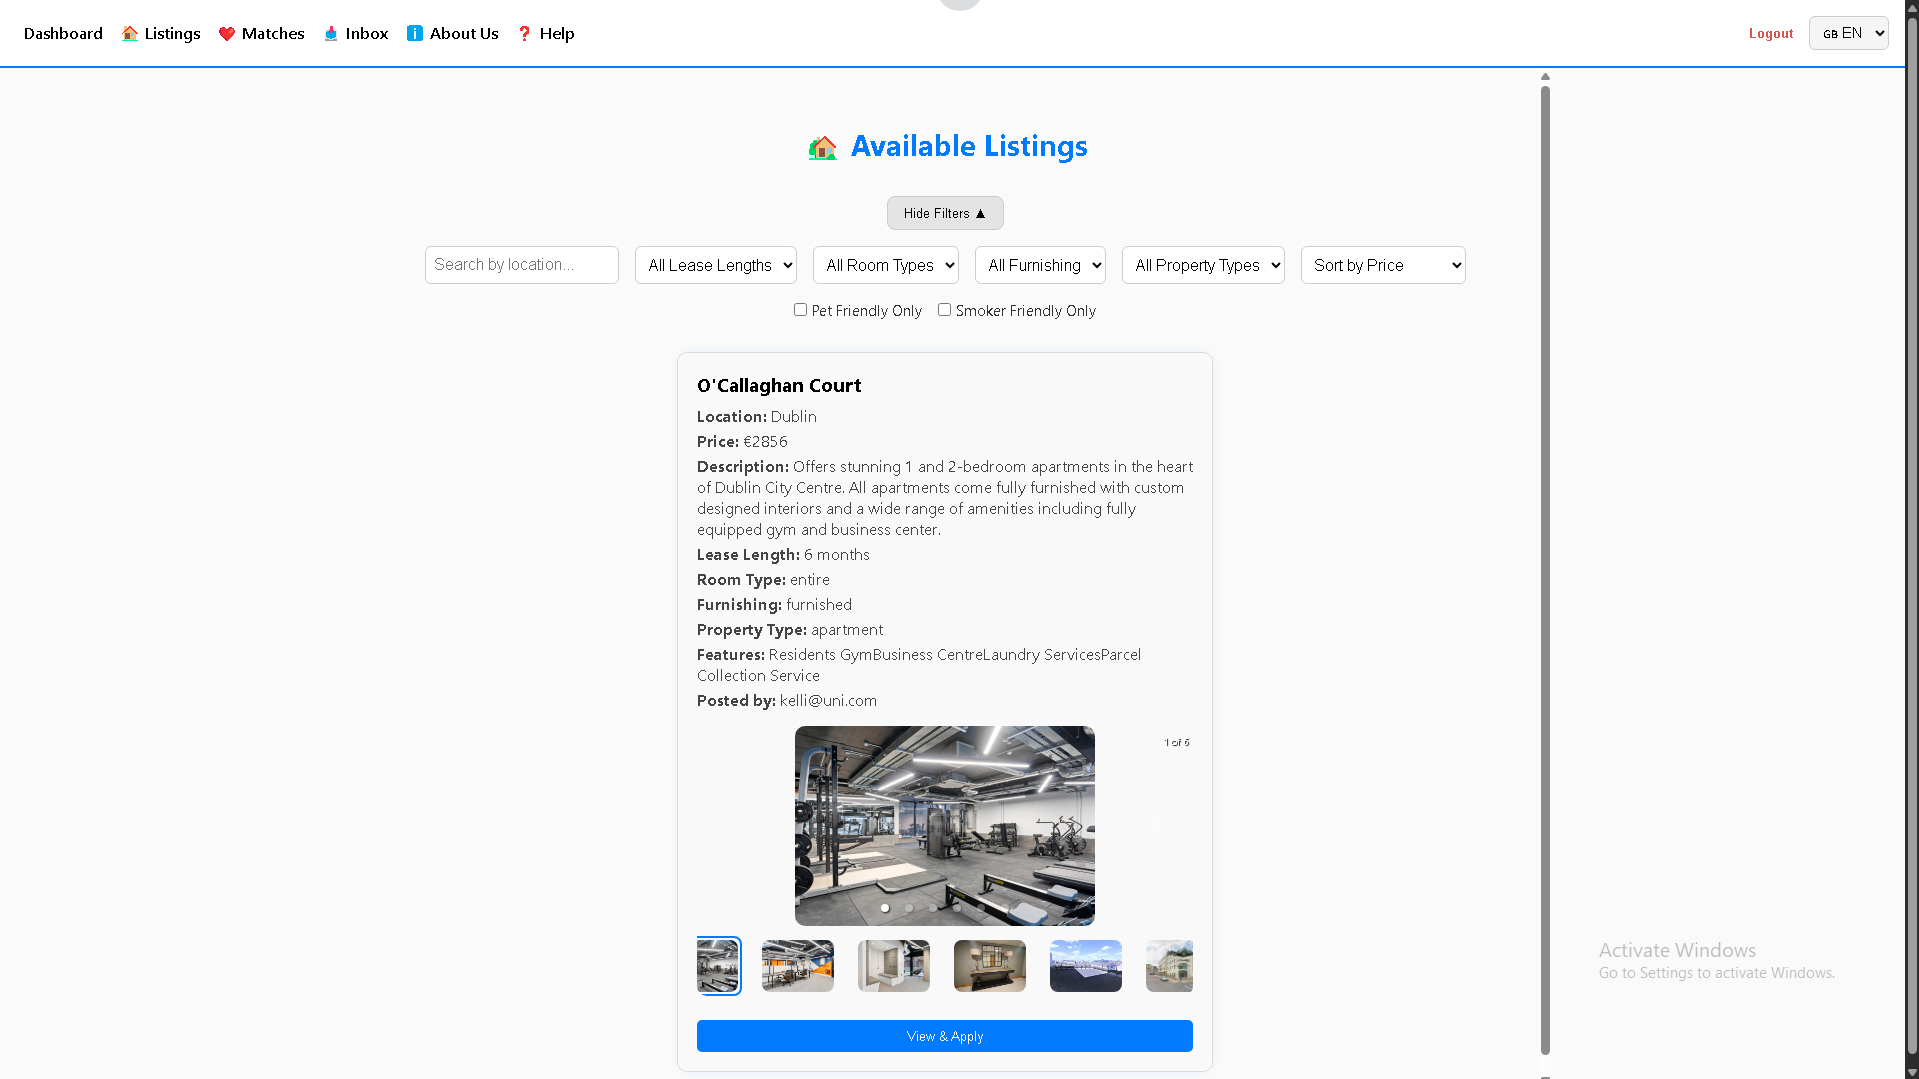 Dashboard Listings Matches Inbox About Us Help Logout GB EN
Available Listings
Hide Filters ▲
Search by location... All Lease Lengths All Room Types All Furnishing All Property Types Sort by Price
Pet Friendly Only Smoker Friendly Only
O'Callaghan Court
Location: Dublin
Price: €2856
Description: Offers stunning 1 and 2-bedroom apartments in the heart
of Dublin City Centre. All apartments come fully furnished with custom
designed interiors and a wide range of amenities including fully
equipped gym and business center.
Lease Length: 6 months
Room Type: entire
Furnishing: furnished
Property Type: apartment
Features: Residents GymBusiness CentreLaundry ServicesParcel
Collection Service
Posted by: kelli@uni.com
1 of 6
View & Apply
Activate Windows
Go to Settings to activate Windows.